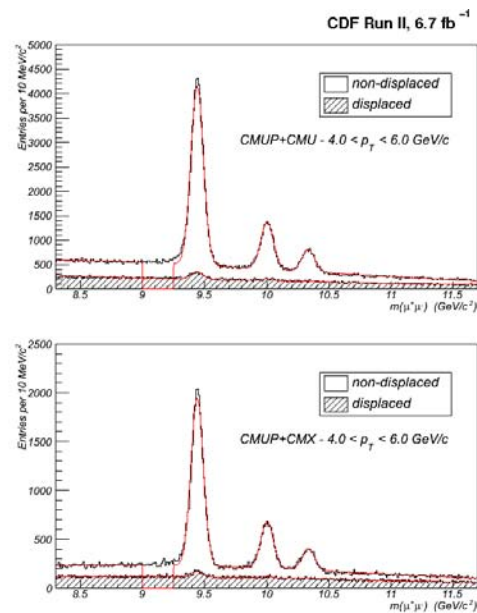 CDF Run II, 6.7 fb⁻¹
Entries per 10 MeV/c²
5000
4500
4000
3500
3000
2500
2000
1500
1000
500
0
non-displaced
displaced
CMUP+CMU - 4.0 < p_T < 6.0 GeV/c
8.5 9 9.5 10 10.5 11 11.5
m(μ⁺μ⁻) (GeV/c²)
Entries per 10 MeV/c²
2500
2000
1500
1000
500
0
non-displaced
displaced
CMUP+CMX - 4.0 < p_T < 6.0 GeV/c
8.5 9 9.5 10 10.5 11 11.5
m(μ⁺μ⁻) (GeV/c²)